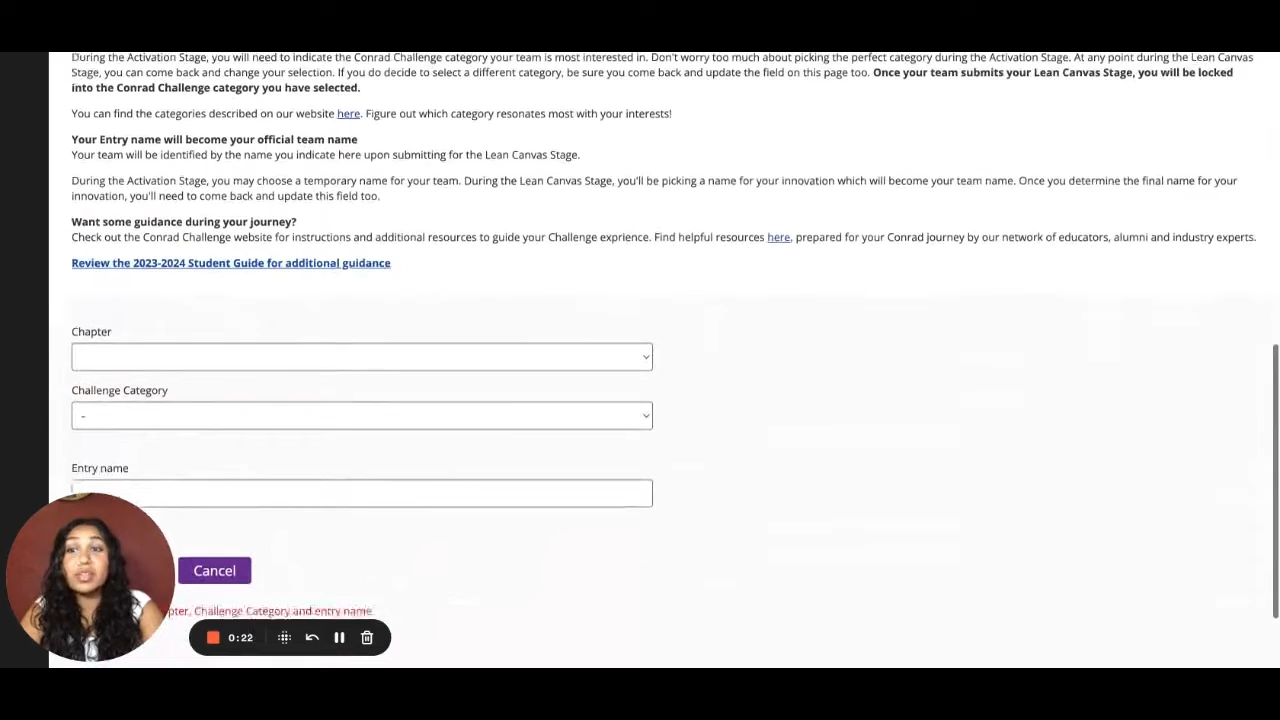 During the Activation Stage, you will need to indicate the Conrad Challenge category your team is most interested in. Don't worry too much about picking the perfect category during the Activation Stage. At any point during the Lean Canvas
Stage, you can come back and change your selection. If you do decide to select a different category, be sure you come back and update the field on this page too. Once your team submits your Lean Canvas Stage, you will be locked
into the Conrad Challenge category you have selected.
You can find the categories described on our website here. Figure out which category resonates most with your interests!
Your Entry name will become your official team name
Your team will be identified by the name you indicate here upon submitting for the Lean Canvas Stage.
During the Activation Stage, you may choose a temporary name for your team. During the Lean Canvas Stage, you'll be picking a name for your innovation which will become your team name. Once you determine the final name for your
innovation, you'll need to come back and update this field too.
Want some guidance during your journey?
Check out the Conrad Challenge website for instructions and additional resources to guide your Challenge exprience. Find helpful resources here, prepared for your Conrad journey by our network of educators, alumni and industry experts.
Review the 2023-2024 Student Guide for additional guidance
Chapter
Challenge Category
-
Entry name
Cancel
Challenge Category and entry name.
0:22